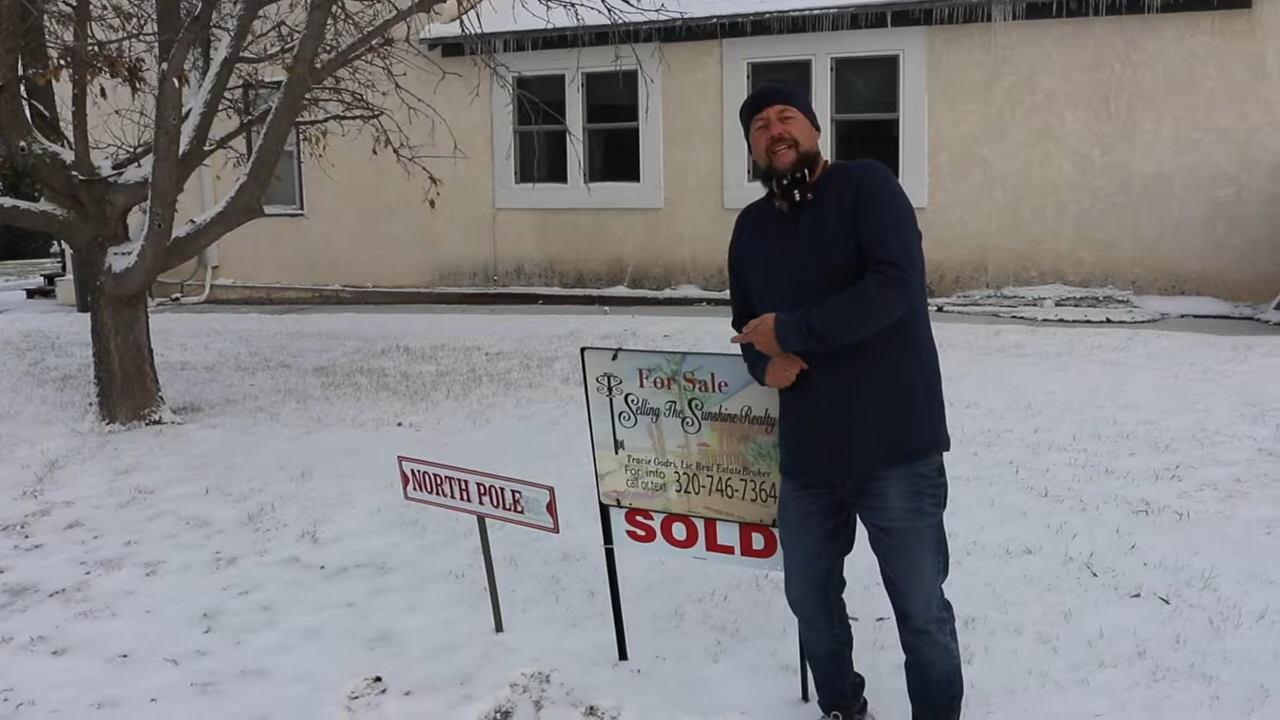 For Sale
Selling The Sunshine Realty
Tracie Godri, Lic Real Estate Broker
For info
call or text 320-746-7364
SOLD
NORTH POLE